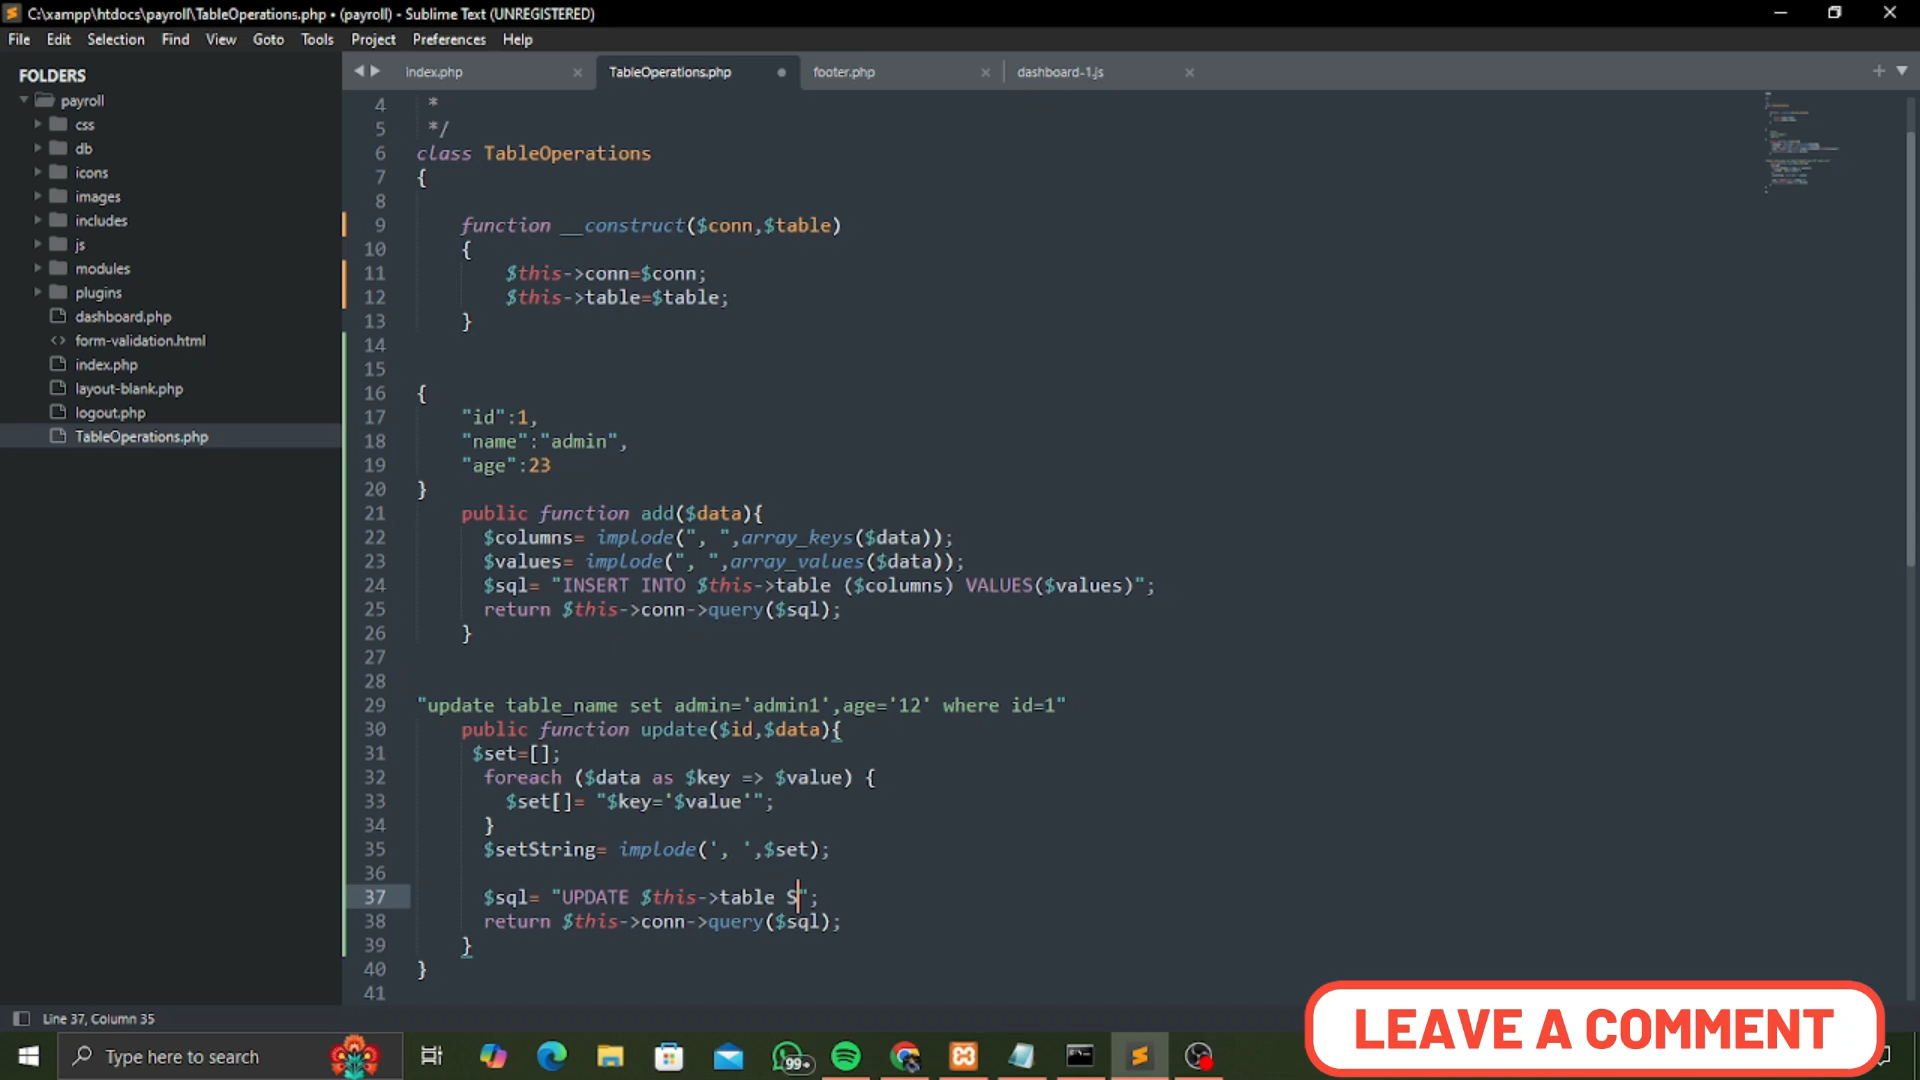 C:\xampp\htdocs\payroll\TableOperations.php • (payroll) - Sublime Text (UNREGISTERED)
File Edit Selection Find View Goto Tools Project Preferences Help
FOLDERS
payroll
css
db
icons
images
includes
js
modules
plugins
dashboard.php
form-validation.html
index.php
layout-blank.php
logout.php
TableOperations.php
index.php TableOperations.php footer.php dashboard-1.js
4 *
5 */
6 class TableOperations
7 {
8
9 function __construct($conn,$table)
10 {
11 $this->conn=$conn;
12 $this->table=$table;
13 }
14
15
16 {
17 "id":1,
18 "name":"admin",
19 "age":23
20 }
21 public function add($data){
22 $columns= implode(", ",array_keys($data));
23 $values= implode(", ",array_values($data));
24 $sql= "INSERT INTO $this->table ($columns) VALUES($values)";
25 return $this->conn->query($sql);
26 }
27
28
29 "update table_name set admin='admin1',age='12' where id=1"
30 public function update($id,$data){
31 $set=[];
32 foreach ($data as $key => $value) {
33 $set[]= "$key='$value'";
34 }
35 $setString= implode(', ',$set);
36
37 $sql= "UPDATE $this->table S";
38 return $this->conn->query($sql);
39 }
40 }
41
Line 37, Column 35
LEAVE A COMMENT
Type here to search
99+